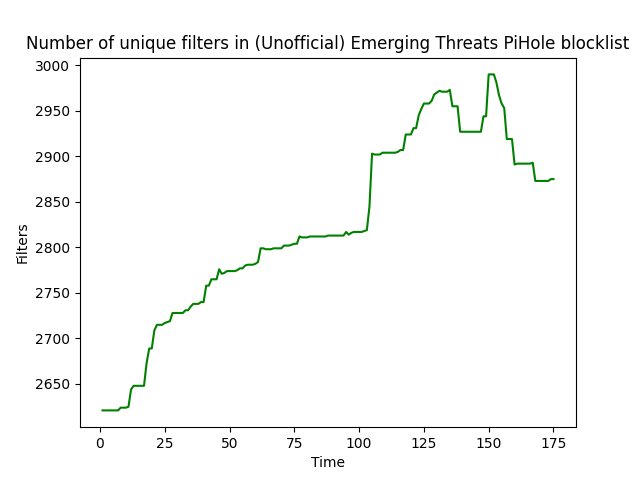 Number of unique filters in (Unofficial) Emerging Threats PiHole blocklist
3000
2950
2900
2850
2800
2750
2700
2650
Filters
0 25 50 75 100 125 150 175
Time